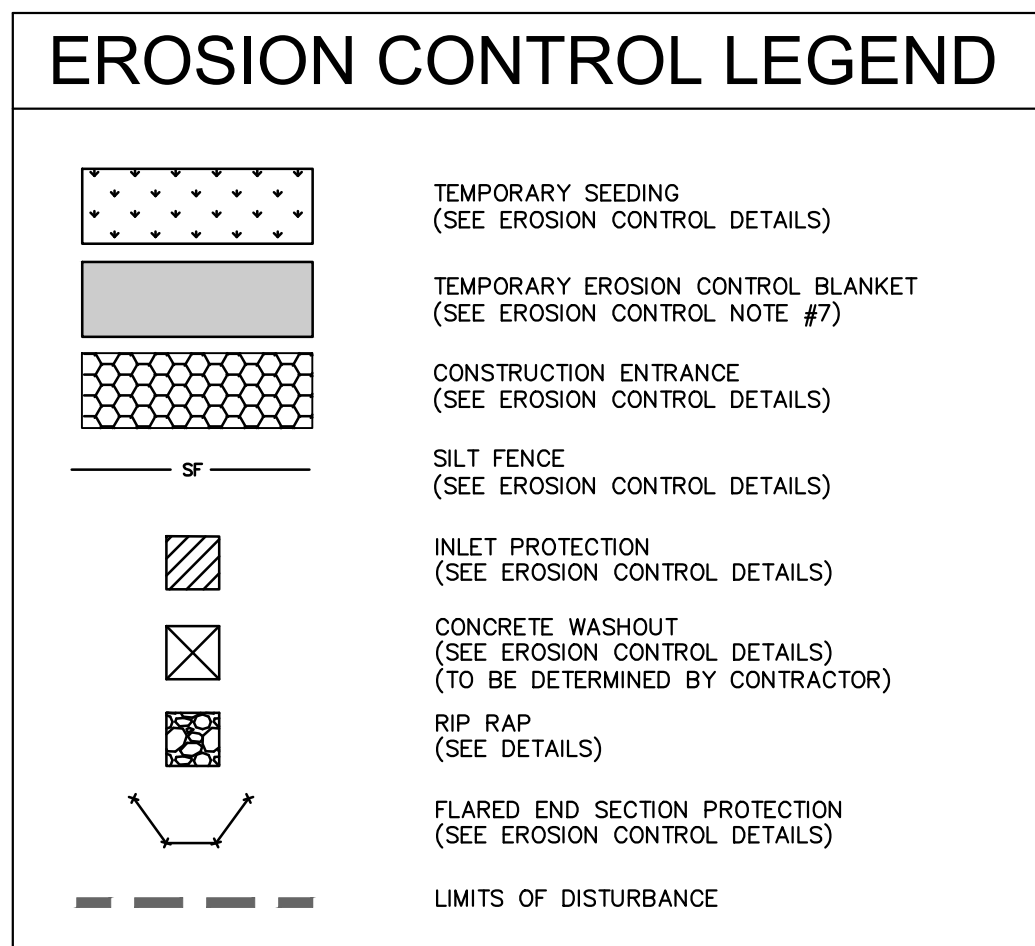 EROSION CONTROL LEGEND
TEMPORARY SEEDING
(SEE EROSION CONTROL DETAILS)
TEMPORARY EROSION CONTROL BLANKET
(SEE EROSION CONTROL NOTE #7)
CONSTRUCTION ENTRANCE
(SEE EROSION CONTROL DETAILS)
SF
SILT FENCE
(SEE EROSION CONTROL DETAILS)
INLET PROTECTION
(SEE EROSION CONTROL DETAILS)
CONCRETE WASHOUT
(SEE EROSION CONTROL DETAILS)
(TO BE DETERMINED BY CONTRACTOR)
RIP RAP
(SEE DETAILS)
FLARED END SECTION PROTECTION
(SEE EROSION CONTROL DETAILS)
LIMITS OF DISTURBANCE